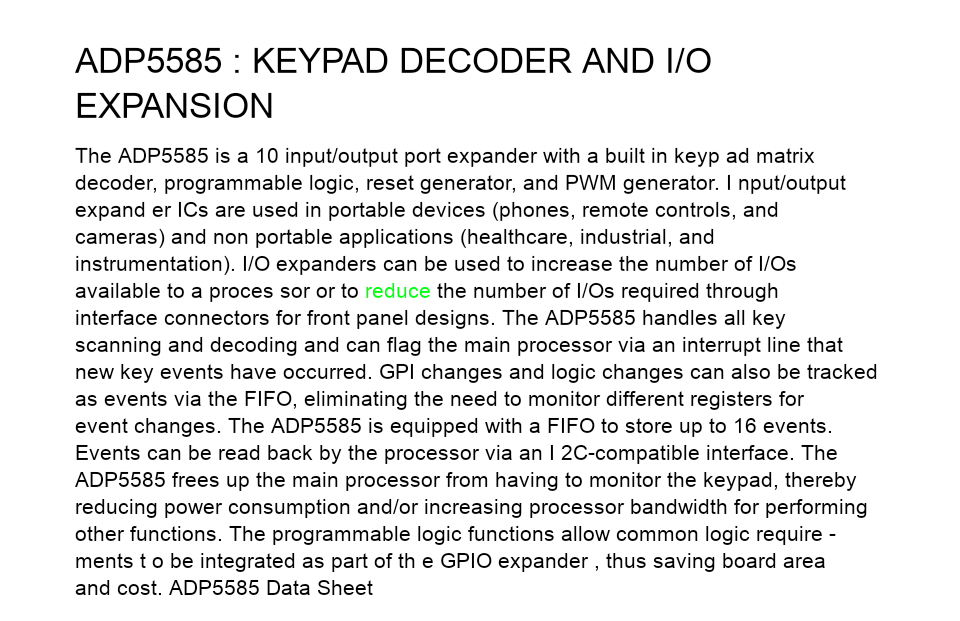 ADP5585 : KEYPAD DECODER AND I/O
EXPANSION
The ADP5585 is a 10 input/output port expander with a built in keyp ad matrix
decoder, programmable logic, reset generator, and PWM generator. I nput/output
expand er ICs are used in portable devices (phones, remote controls, and
cameras) and non portable applications (healthcare, industrial, and
instrumentation). I/O expanders can be used to increase the number of I/Os
available to a proces sor or to reduce the number of I/Os required through
interface connectors for front panel designs. The ADP5585 handles all key
scanning and decoding and can flag the main processor via an interrupt line that
new key events have occurred. GPI changes and logic changes can also be tracked
as events via the FIFO, eliminating the need to monitor different registers for
event changes. The ADP5585 is equipped with a FIFO to store up to 16 events.
Events can be read back by the processor via an I 2C-compatible interface. The
ADP5585 frees up the main processor from having to monitor the keypad, thereby
reducing power consumption and/or increasing processor bandwidth for performing
other functions. The programmable logic functions allow common logic require -
ments t o be integrated as part of th e GPIO expander , thus saving board area
and cost. ADP5585 Data Sheet